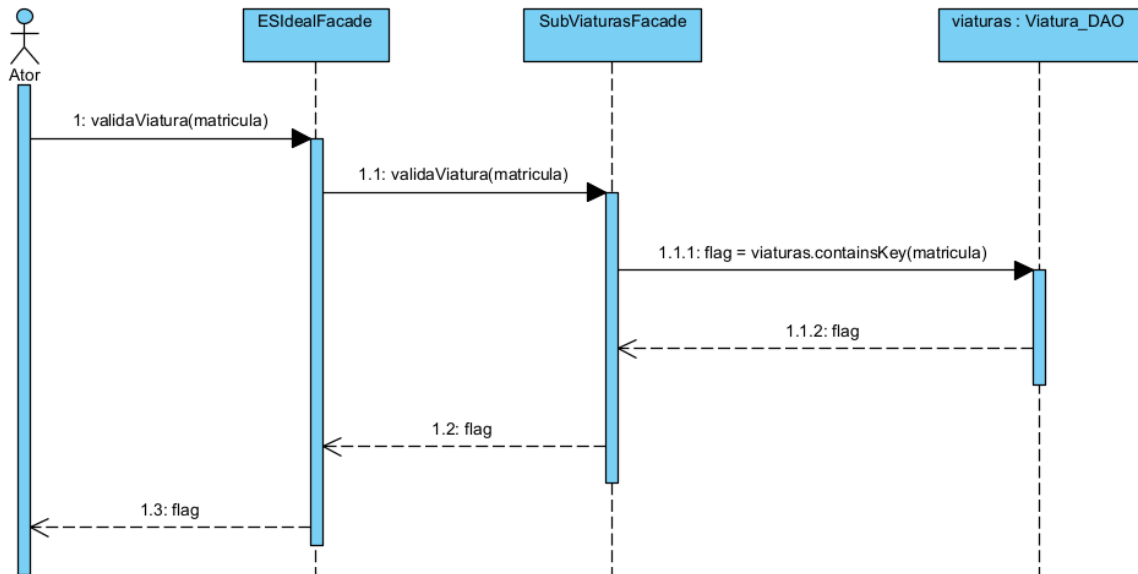 ESIdealFacade
SubViaturasFacade
viaturas : Viatura_DAO
Ator
1: validaViatura(matricula)
1.1: validaViatura(matricula)
1.1.1: flag = viaturas.containsKey(matricula)
1.1.2: flag
1.2: flag
1.3: flag